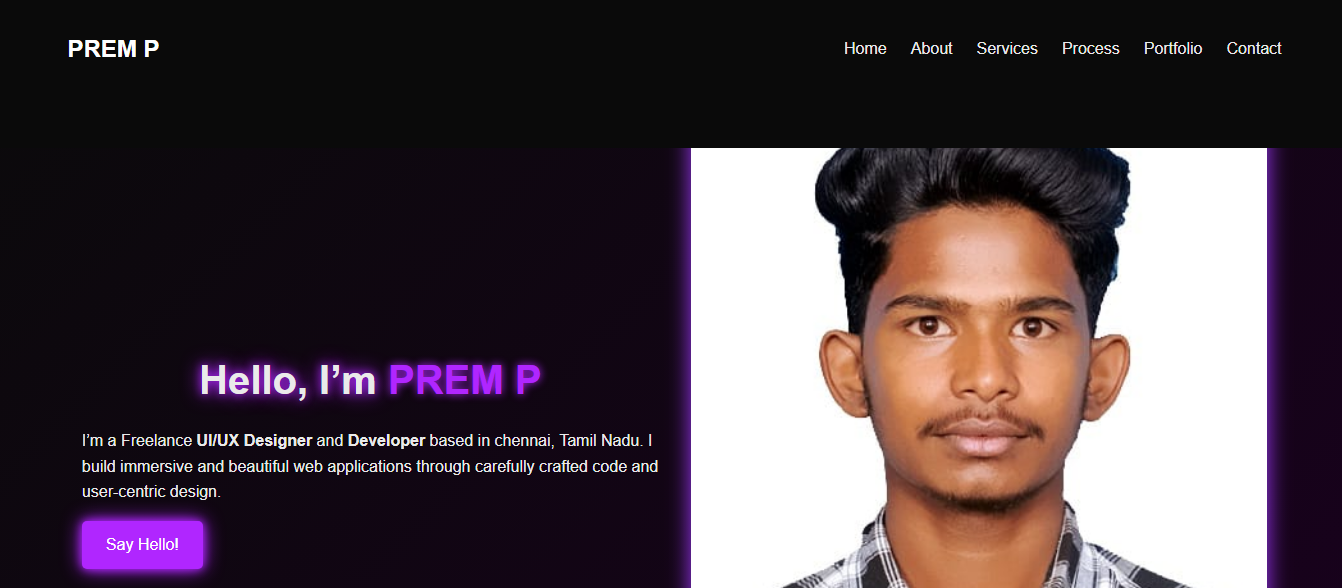 PREM P
Home About Services Process Portfolio Contact
Hello, I’m PREM P
I’m a Freelance UI/UX Designer and Developer based in chennai, Tamil Nadu. I
build immersive and beautiful web applications through carefully crafted code and
user-centric design.
Say Hello!